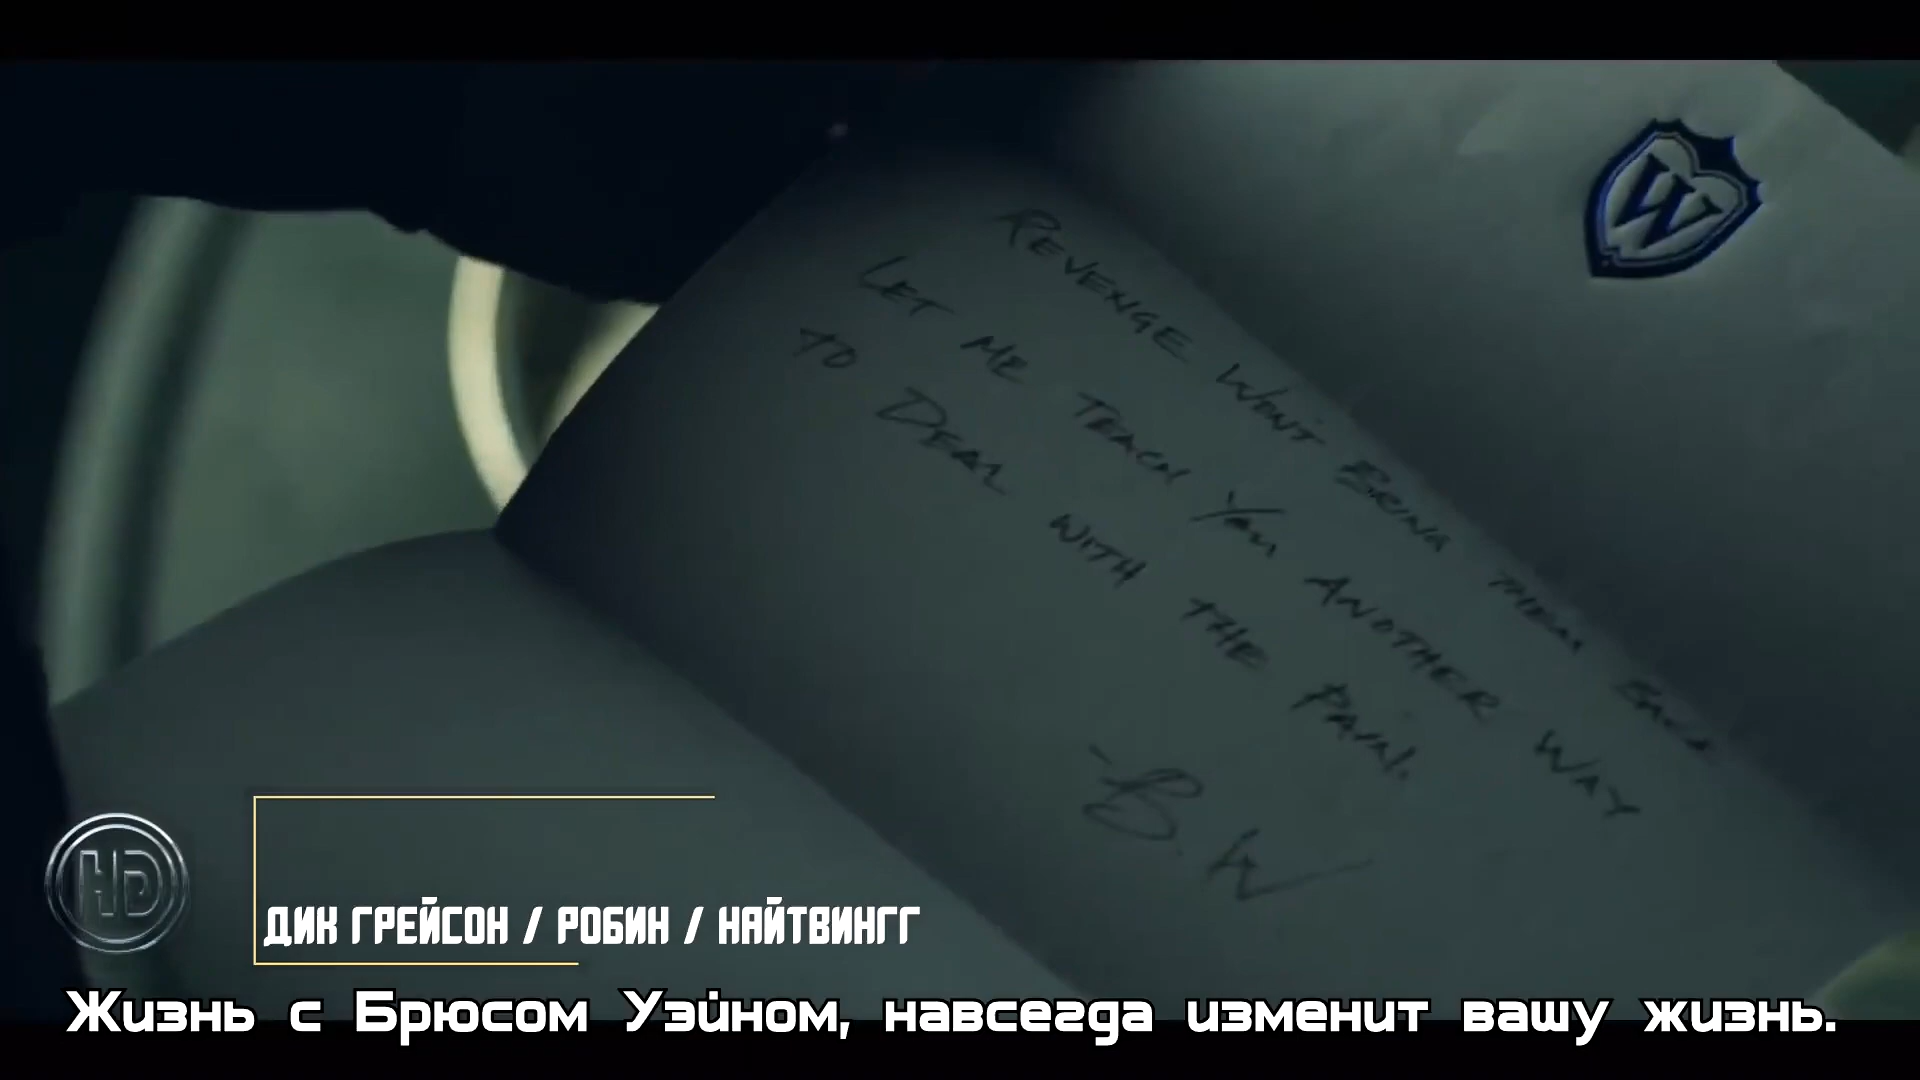 W
REVENGE WON'T BRING THEM BACK
LET ME TEACH YOU ANOTHER WAY
TO DEAL WITH THE PAIN.
-B.W
HD
ДИК ГРЕЙСОН / РОБИН / НАЙТВИНГГ
Жизнь с Брюсом Уэйном, навсегда изменит вашу жизнь.